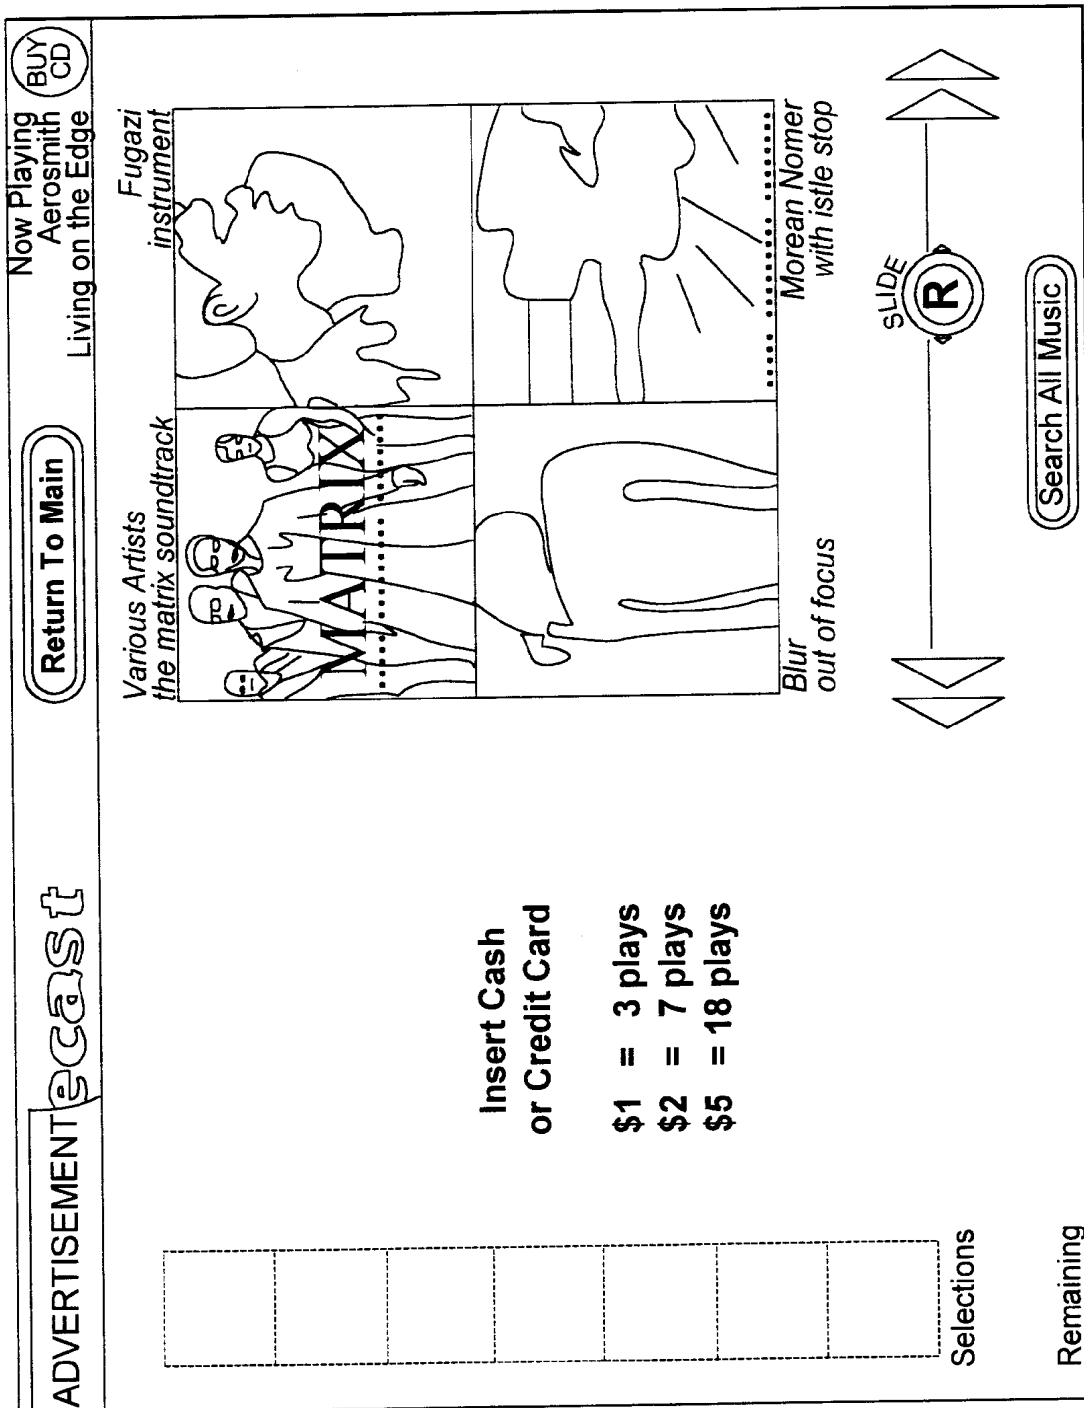 ADVERTISEMENT
ecast
Return To Main
Now Playing
Aerosmith
Living on the Edge
BUY
CD
Various Artists
the matrix soundtrack
Fugazi
instrument
MATRIX
Blur
out of focus
Morean Nomer
with istle stop
Insert Cash
or Credit Card
$1 = 3 plays
$2 = 7 plays
$5 = 18 plays
SLIDE
R
Selections
Search All Music
Remaining